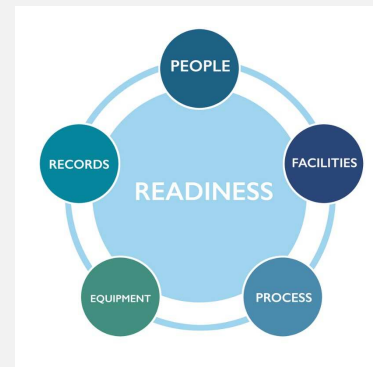 PEOPLE
RECORDS
FACILITIES
READINESS
EQUIPMENT
PROCESS